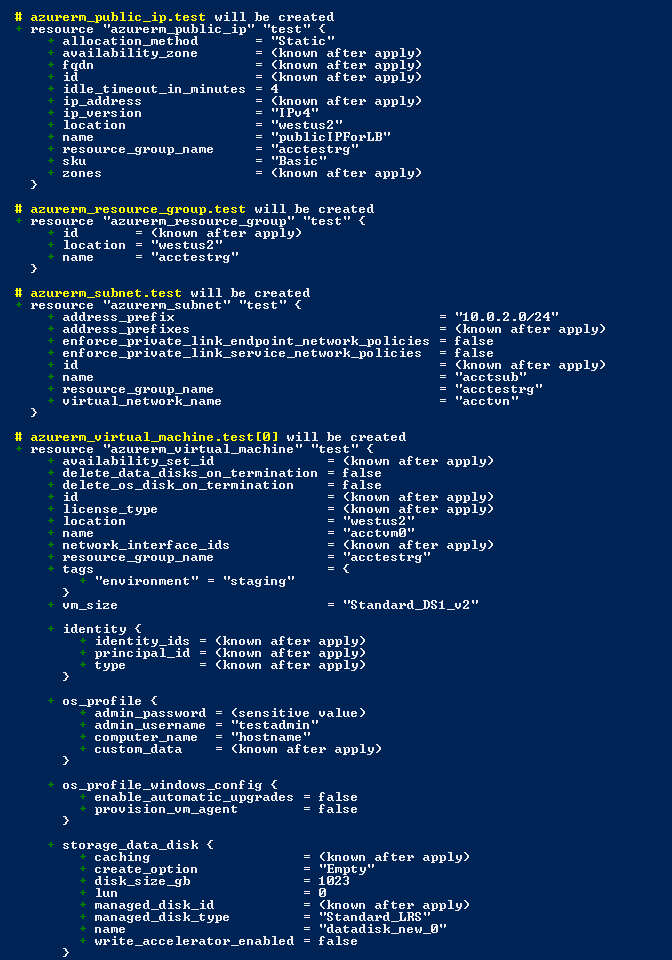 # azurerm_public_ip.test will be created
+ resource "azurerm_public_ip" "test" {
    + allocation_method       = "Static"
    + availability_zone       = (known after apply)
    + fqdn                    = (known after apply)
    + id                      = (known after apply)
    + idle_timeout_in_minutes = 4
    + ip_address              = (known after apply)
    + ip_version              = "IPv4"
    + location                = "westus2"
    + name                    = "publicIPForLB"
    + resource_group_name     = "acctestrg"
    + sku                     = "Basic"
    + zones                   = (known after apply)
  }
# azurerm_resource_group.test will be created
+ resource "azurerm_resource_group" "test" {
    + id       = (known after apply)
    + location = "westus2"
    + name     = "acctestrg"
  }
# azurerm_subnet.test will be created
+ resource "azurerm_subnet" "test" {
    + address_prefix                                 = "10.0.2.0/24"
    + address_prefixes                               = (known after apply)
    + enforce_private_link_endpoint_network_policies = false
    + enforce_private_link_service_network_policies  = false
    + id                                             = (known after apply)
    + name                                           = "acctsub"
    + resource_group_name                            = "acctestrg"
    + virtual_network_name                           = "acctvn"
  }
# azurerm_virtual_machine.test[0] will be created
+ resource "azurerm_virtual_machine" "test" {
    + availability_set_id              = (known after apply)
    + delete_data_disks_on_termination = false
    + delete_os_disk_on_termination    = false
    + id                               = (known after apply)
    + license_type                     = (known after apply)
    + location                         = "westus2"
    + name                             = "acctvm0"
    + network_interface_ids            = (known after apply)
    + resource_group_name              = "acctestrg"
    + tags                             = {
        + "environment" = "staging"
      }
    + vm_size                          = "Standard_DS1_v2"
    + identity {
        + identity_ids = (known after apply)
        + principal_id = (known after apply)
        + type         = (known after apply)
      }
    + os_profile {
        + admin_password = (sensitive value)
        + admin_username = "testadmin"
        + computer_name  = "hostname"
        + custom_data    = (known after apply)
      }
    + os_profile_windows_config {
        + enable_automatic_upgrades = false
        + provision_vm_agent        = false
      }
    + storage_data_disk {
        + caching                   = (known after apply)
        + create_option             = "Empty"
        + disk_size_gb              = 1023
        + lun                       = 0
        + managed_disk_id           = (known after apply)
        + managed_disk_type         = "Standard_LRS"
        + name                      = "datadisk_new_0"
        + write_accelerator_enabled = false
      }